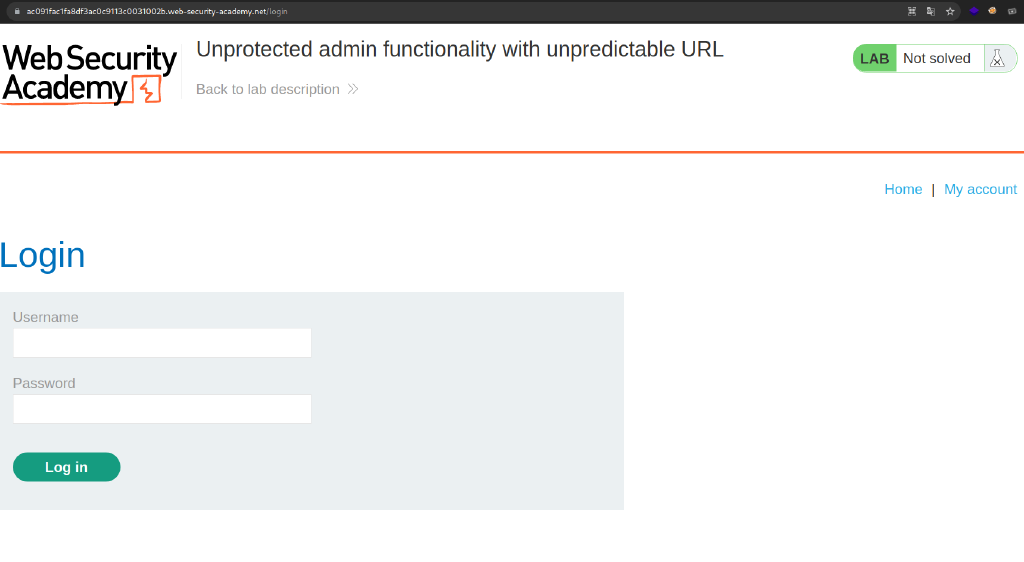 ac091fac1fa8df3ac0c9113c0031002b.web-security-academy.net/login
Web Security
Academy
Unprotected admin functionality with unpredictable URL
Back to lab description
LAB
Not solved
Home | My account
Login
Username
Password
Log in